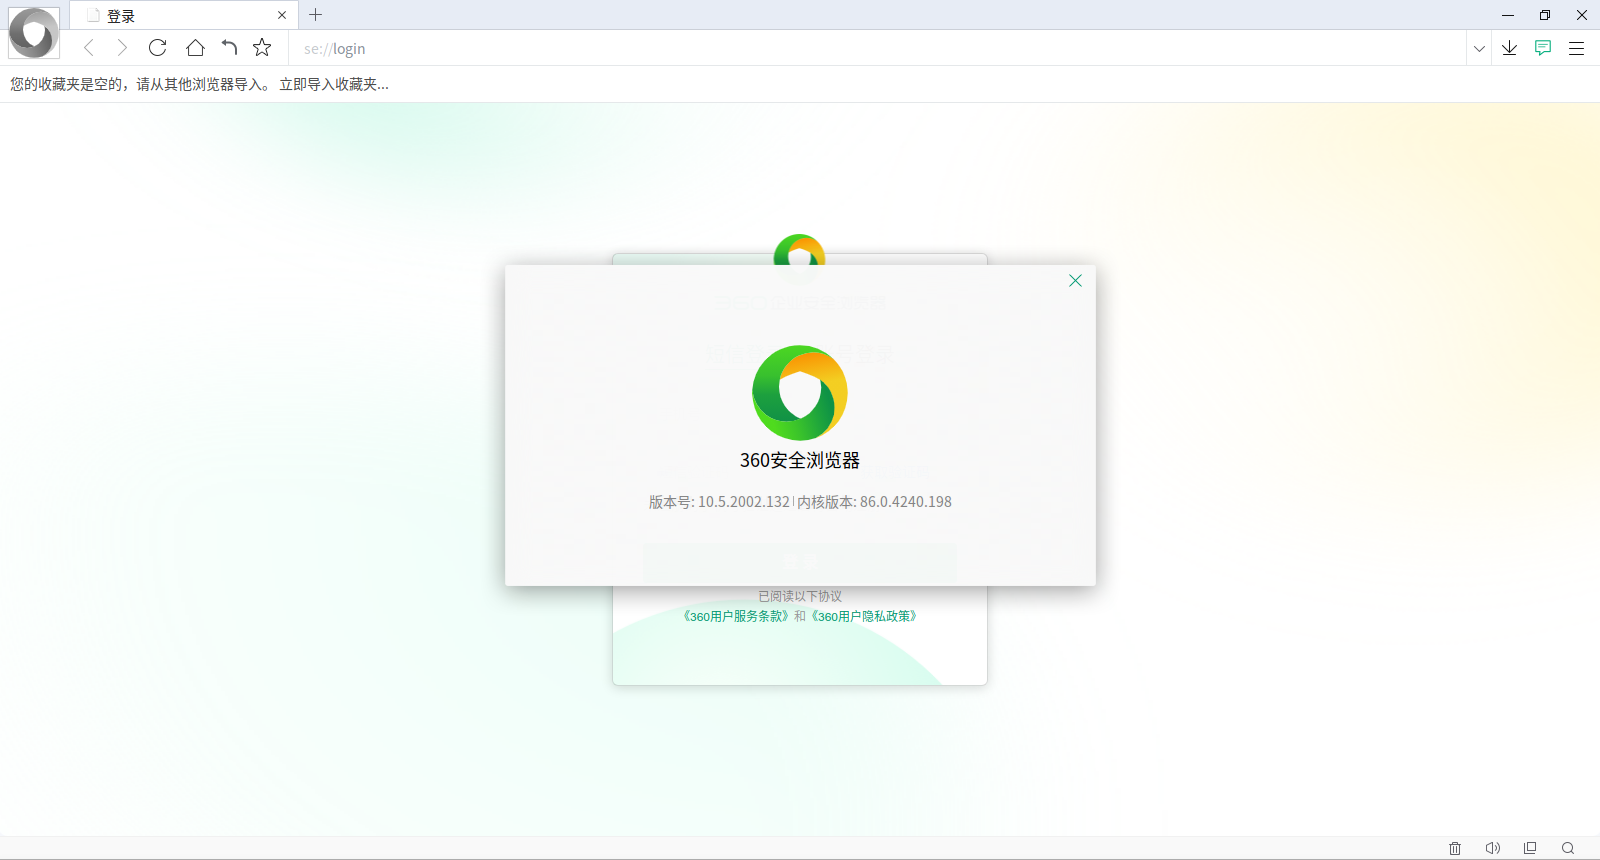 登录
se://login
您的收藏夹是空的，请从其他浏览器导入。 立即导入收藏夹...
360安全浏览器
版本号: 10.5.2002.132 | 内核版本: 86.0.4240.198
已阅读以下协议
《360用户服务条款》和《360用户隐私政策》